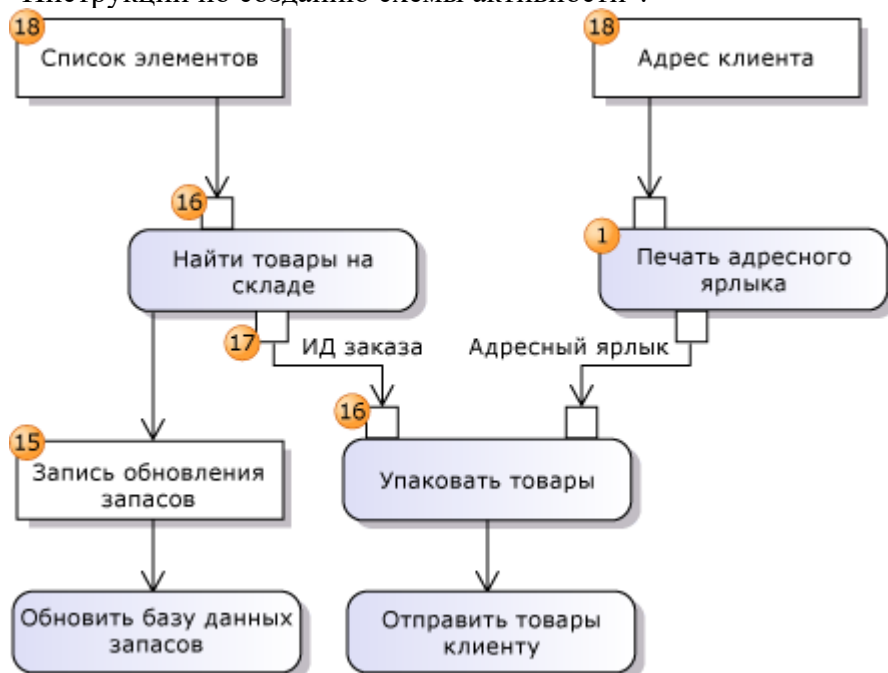 Инструкции по созданию схемы активности".
18
Список элементов
18
Адрес клиента
16
Найти товары на
складе
1
Печать адресного
ярлыка
17
ИД заказа
Адресный ярлык
15
Запись обновления
запасов
16
Упаковать товары
Обновить базу данных
запасов
Отправить товары
клиенту